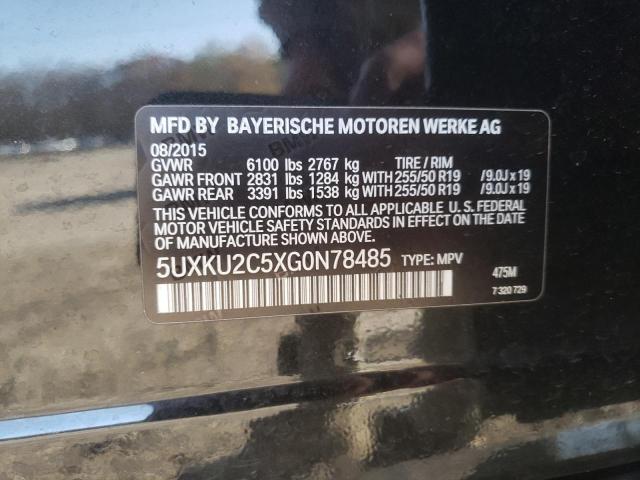 MFD BY BAYERISCHE MOTOREN WERKE AG
08/2015
GVWR 6100 lbs 2767 kg TIRE / RIM
GAWR FRONT 2831 lbs 1284 kg WITH 255/50 R19 /9.0J x 19
GAWR REAR 3391 lbs 1538 kg WITH 255/50 R19 /9.0J x 19
THIS VEHICLE CONFORMS TO ALL APPLICABLE U. S. FEDERAL
MOTOR VEHICLE SAFETY STANDARDS IN EFFECT ON THE DATE
OF MANUFACTURE SHOWN ABOVE.
5UXKU2C5XG0N78485 TYPE: MPV 475M
7 320 729